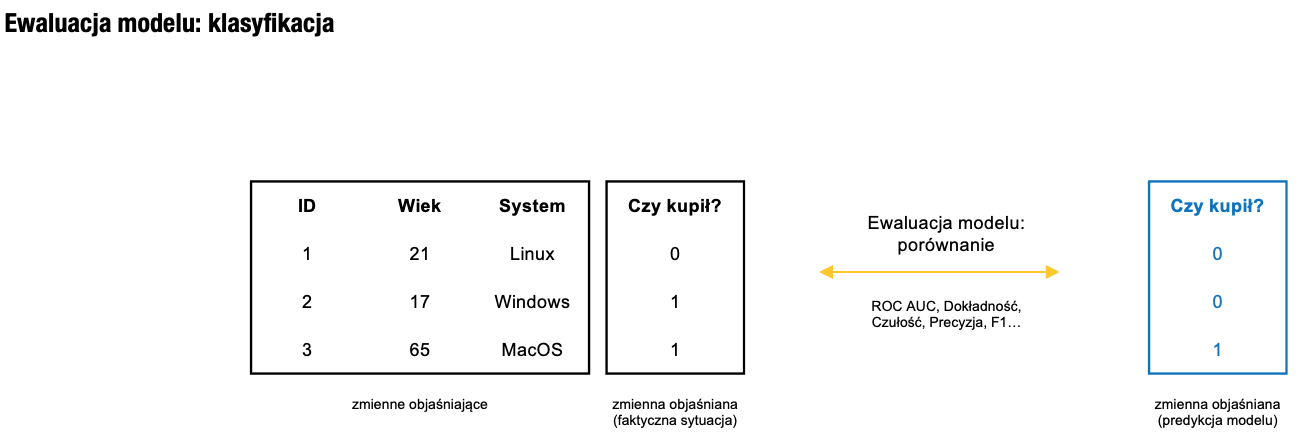 Ewaluacja modelu: klasyfikacja
ID Wiek System Czy kupił?
1 21 Linux 0
2 17 Windows 1
3 65 MacOS 1
zmienne objaśniające
zmienna objaśniana
(faktyczna sytuacja)
Ewaluacja modelu:
porównanie
ROC AUC, Dokładność,
Czułość, Precyzja, F1...
Czy kupił?
0
0
1
zmienna objaśniana
(predykcja modelu)